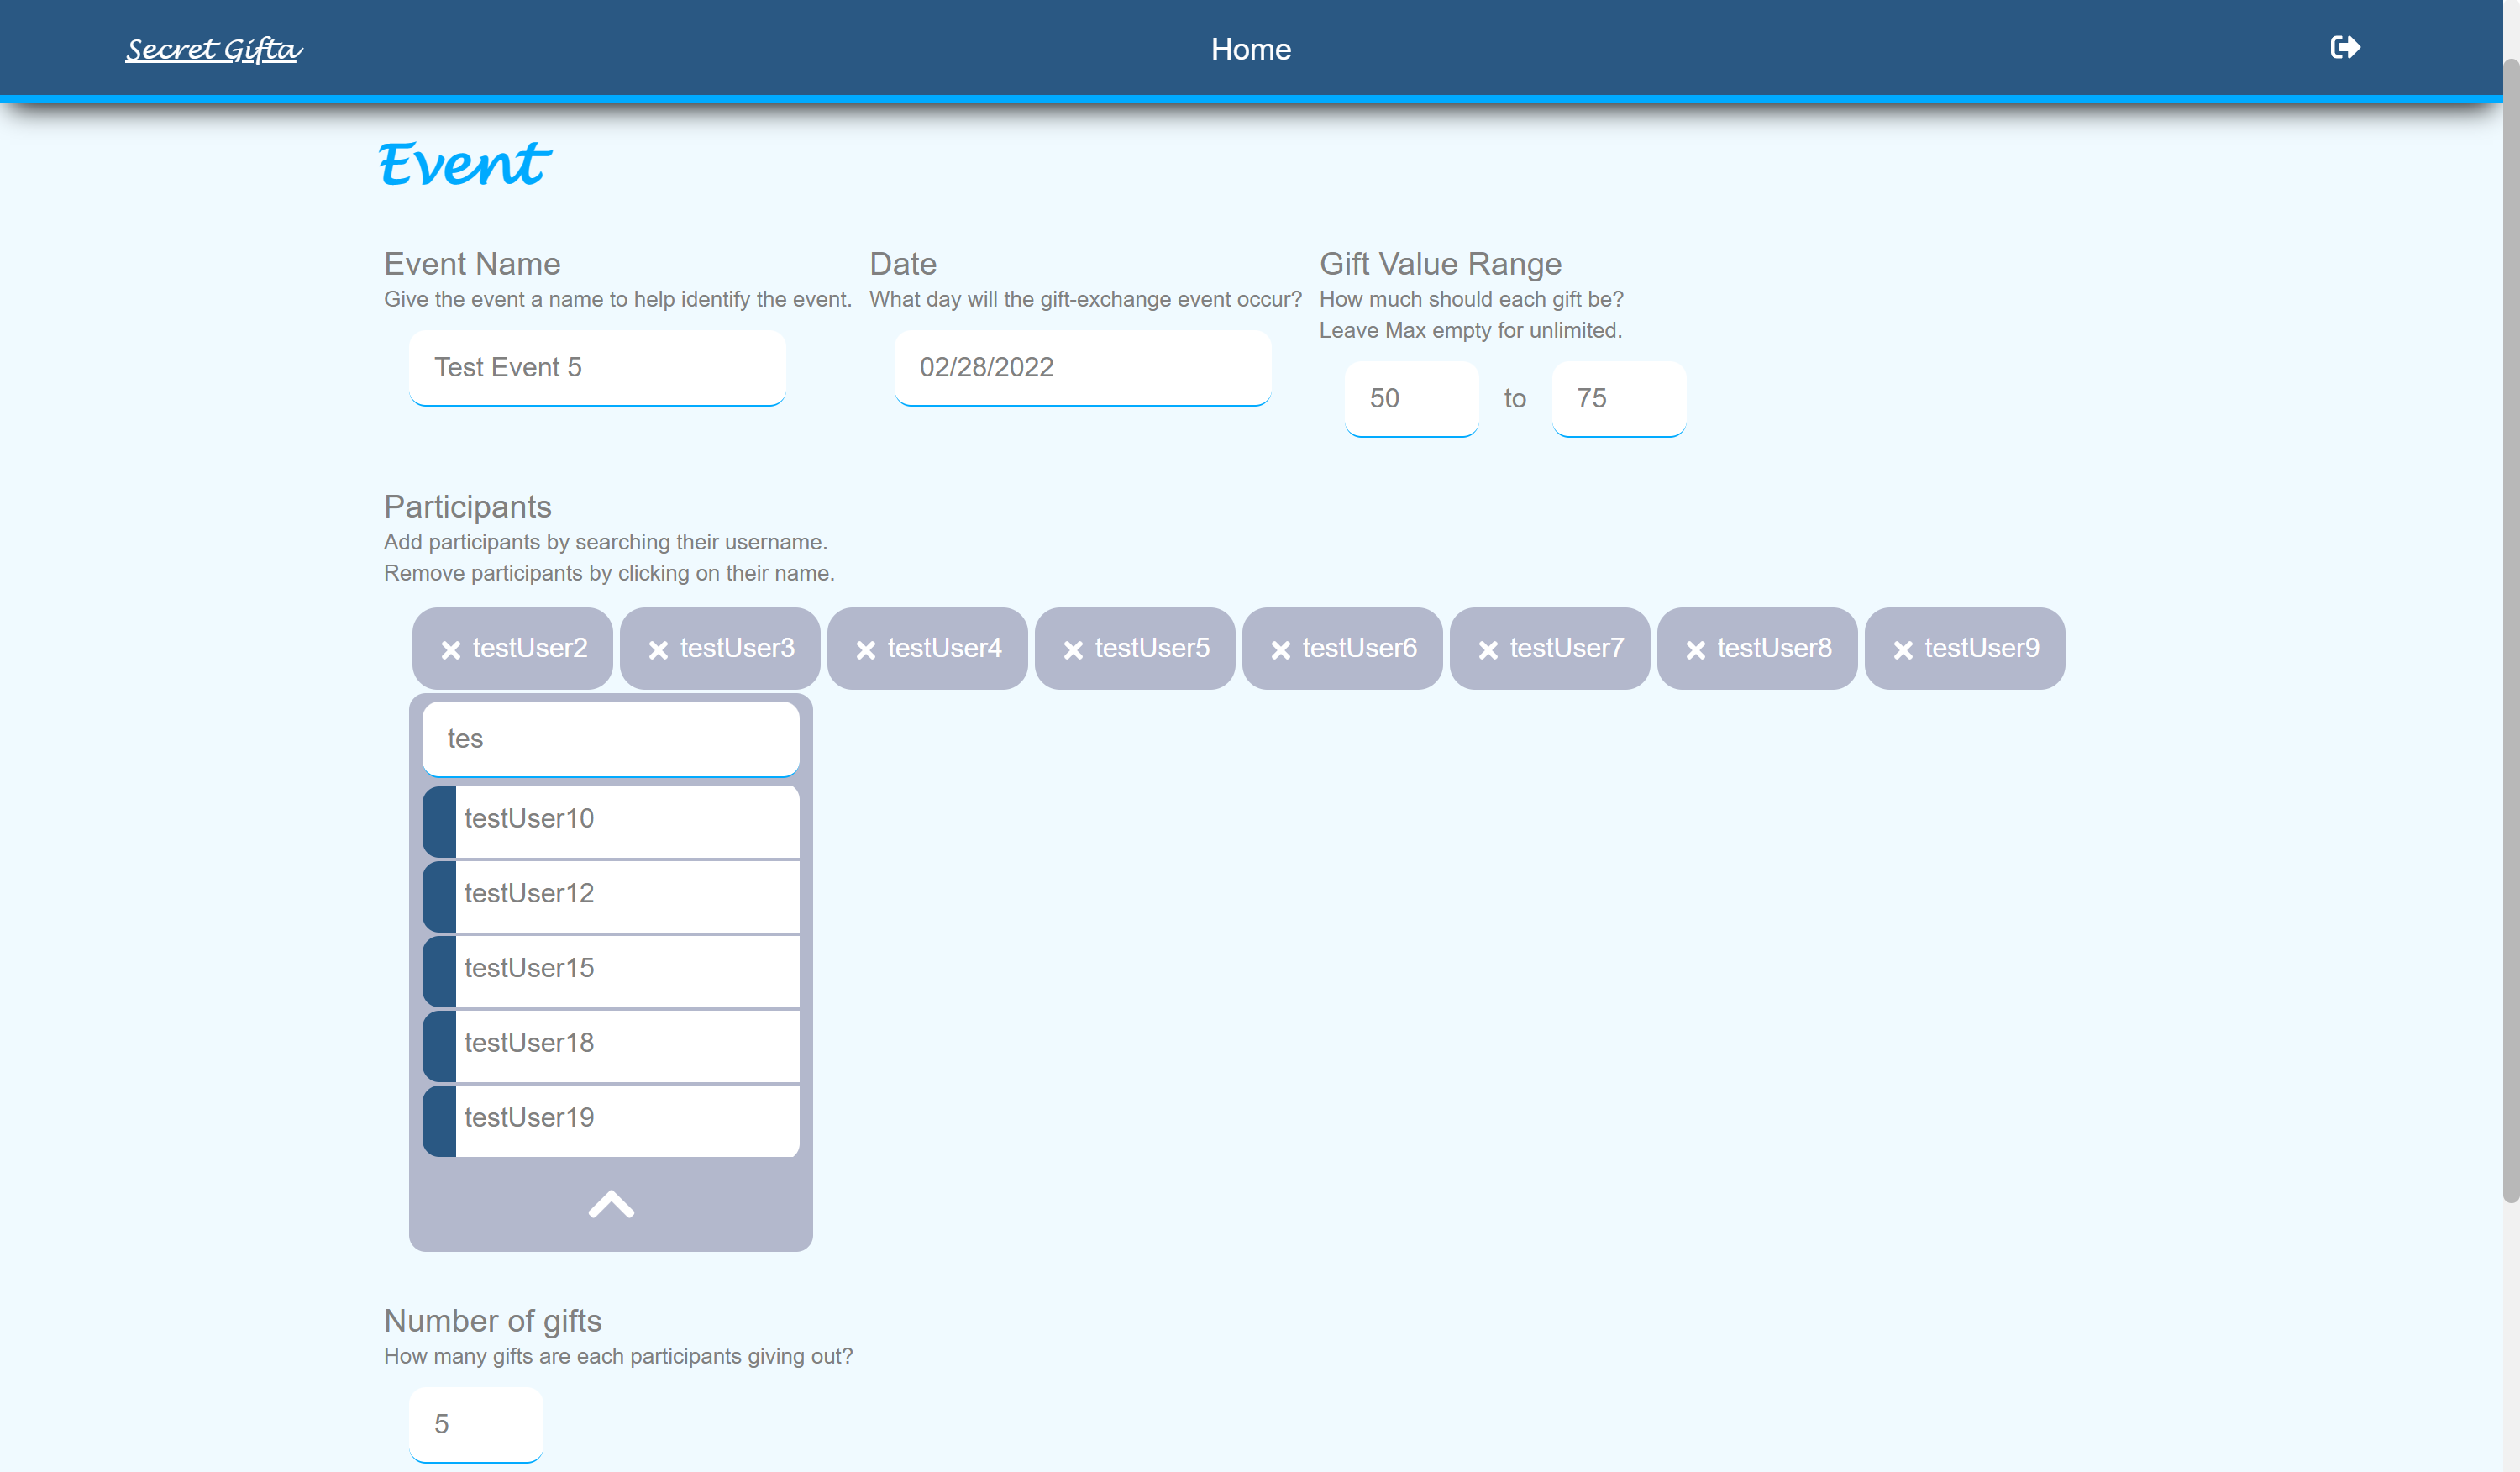 Secret Gifta
Home
Event
Event Name
Give the event a name to help identify the event.
Test Event 5
Date
What day will the gift-exchange event occur?
02/28/2022
Gift Value Range
How much should each gift be?
Leave Max empty for unlimited.
50 to 75
Participants
Add participants by searching their username.
Remove participants by clicking on their name.
testUser2 testUser3 testUser4 testUser5 testUser6 testUser7 testUser8 testUser9
tes
testUser10
testUser12
testUser15
testUser18
testUser19
Number of gifts
How many gifts are each participants giving out?
5